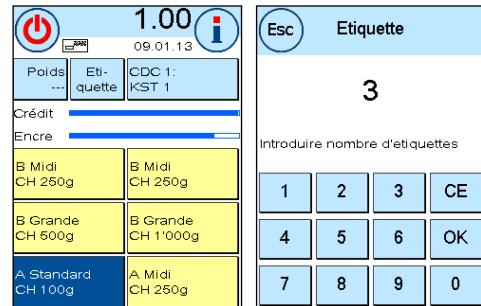 1.00
09.01.13
Poids
---
Eti-
quette
CDC 1:
KST 1
Crédit
Encre
B Midi
CH 250g
B Midi
CH 250g
B Grande
CH 500g
B Grande
CH 1'000g
A Standard
CH 100g
A Midi
CH 250g
Esc
Etiquette
3
Introduire nombre d'etiquettes
1 2 3 CE
4 5 6 OK
7 8 9 0